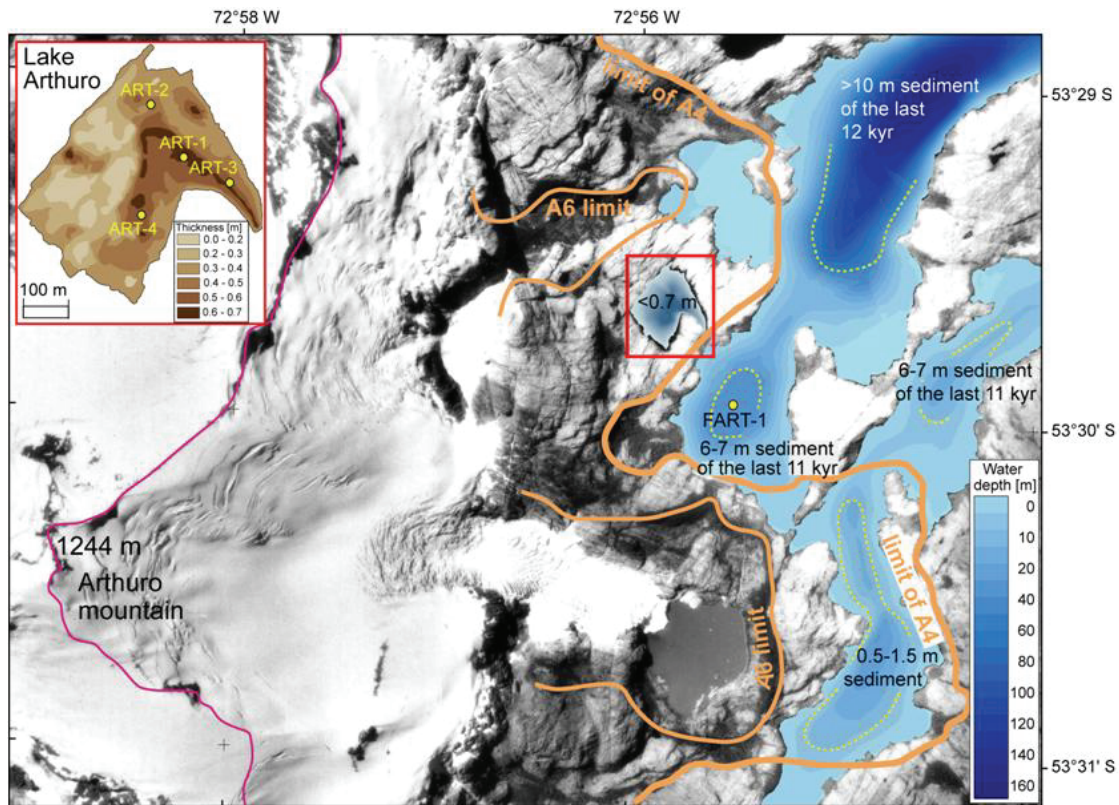 72°58 W
72°56 W
Lake
Arthuro
ART-2
ART-1
ART-3
ART-4
Thickness [m]
0.0 - 0.2
0.2 - 0.3
0.3 - 0.4
0.4 - 0.5
0.5 - 0.6
0.6 - 0.7
100 m
limit of A4
>10 m sediment
of the last
12 kyr
53°29 S
A6 limit
<0.7 m
6-7 m sediment
of the last 11 kyr
FART-1
6-7 m sediment
of the last 11 kyr
53°30' S
Water
depth [m]
0
20
40
60
80
100
120
140
160
1244 m
Arthuro
mountain
limit of A4
A6 limit
0.5-1.5 m
sediment
53°31' S